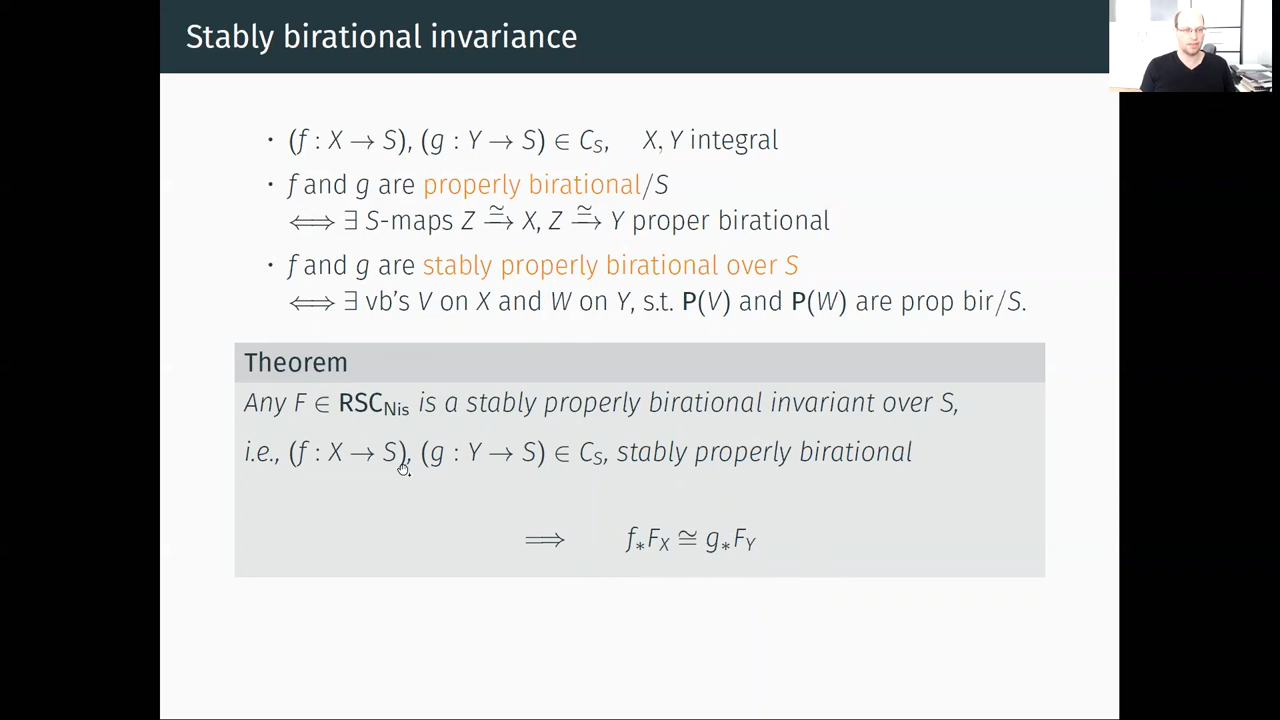 Stably birational invariance
· (f : X → S), (g : Y → S) ∈ C_S, X, Y integral
· f and g are properly birational/S
⟺ ∃ S-maps Z ≃→ X, Z ≃→ Y proper birational
· f and g are stably properly birational over S
⟺ ∃ vb's V on X and W on Y, s.t. P(V) and P(W) are prop bir/S.
Theorem
Any F ∈ RSC_Nis is a stably properly birational invariant over S,
i.e., (f : X → S), (g : Y → S) ∈ C_S, stably properly birational
⟹ f_*F_X ≅ g_*F_Y